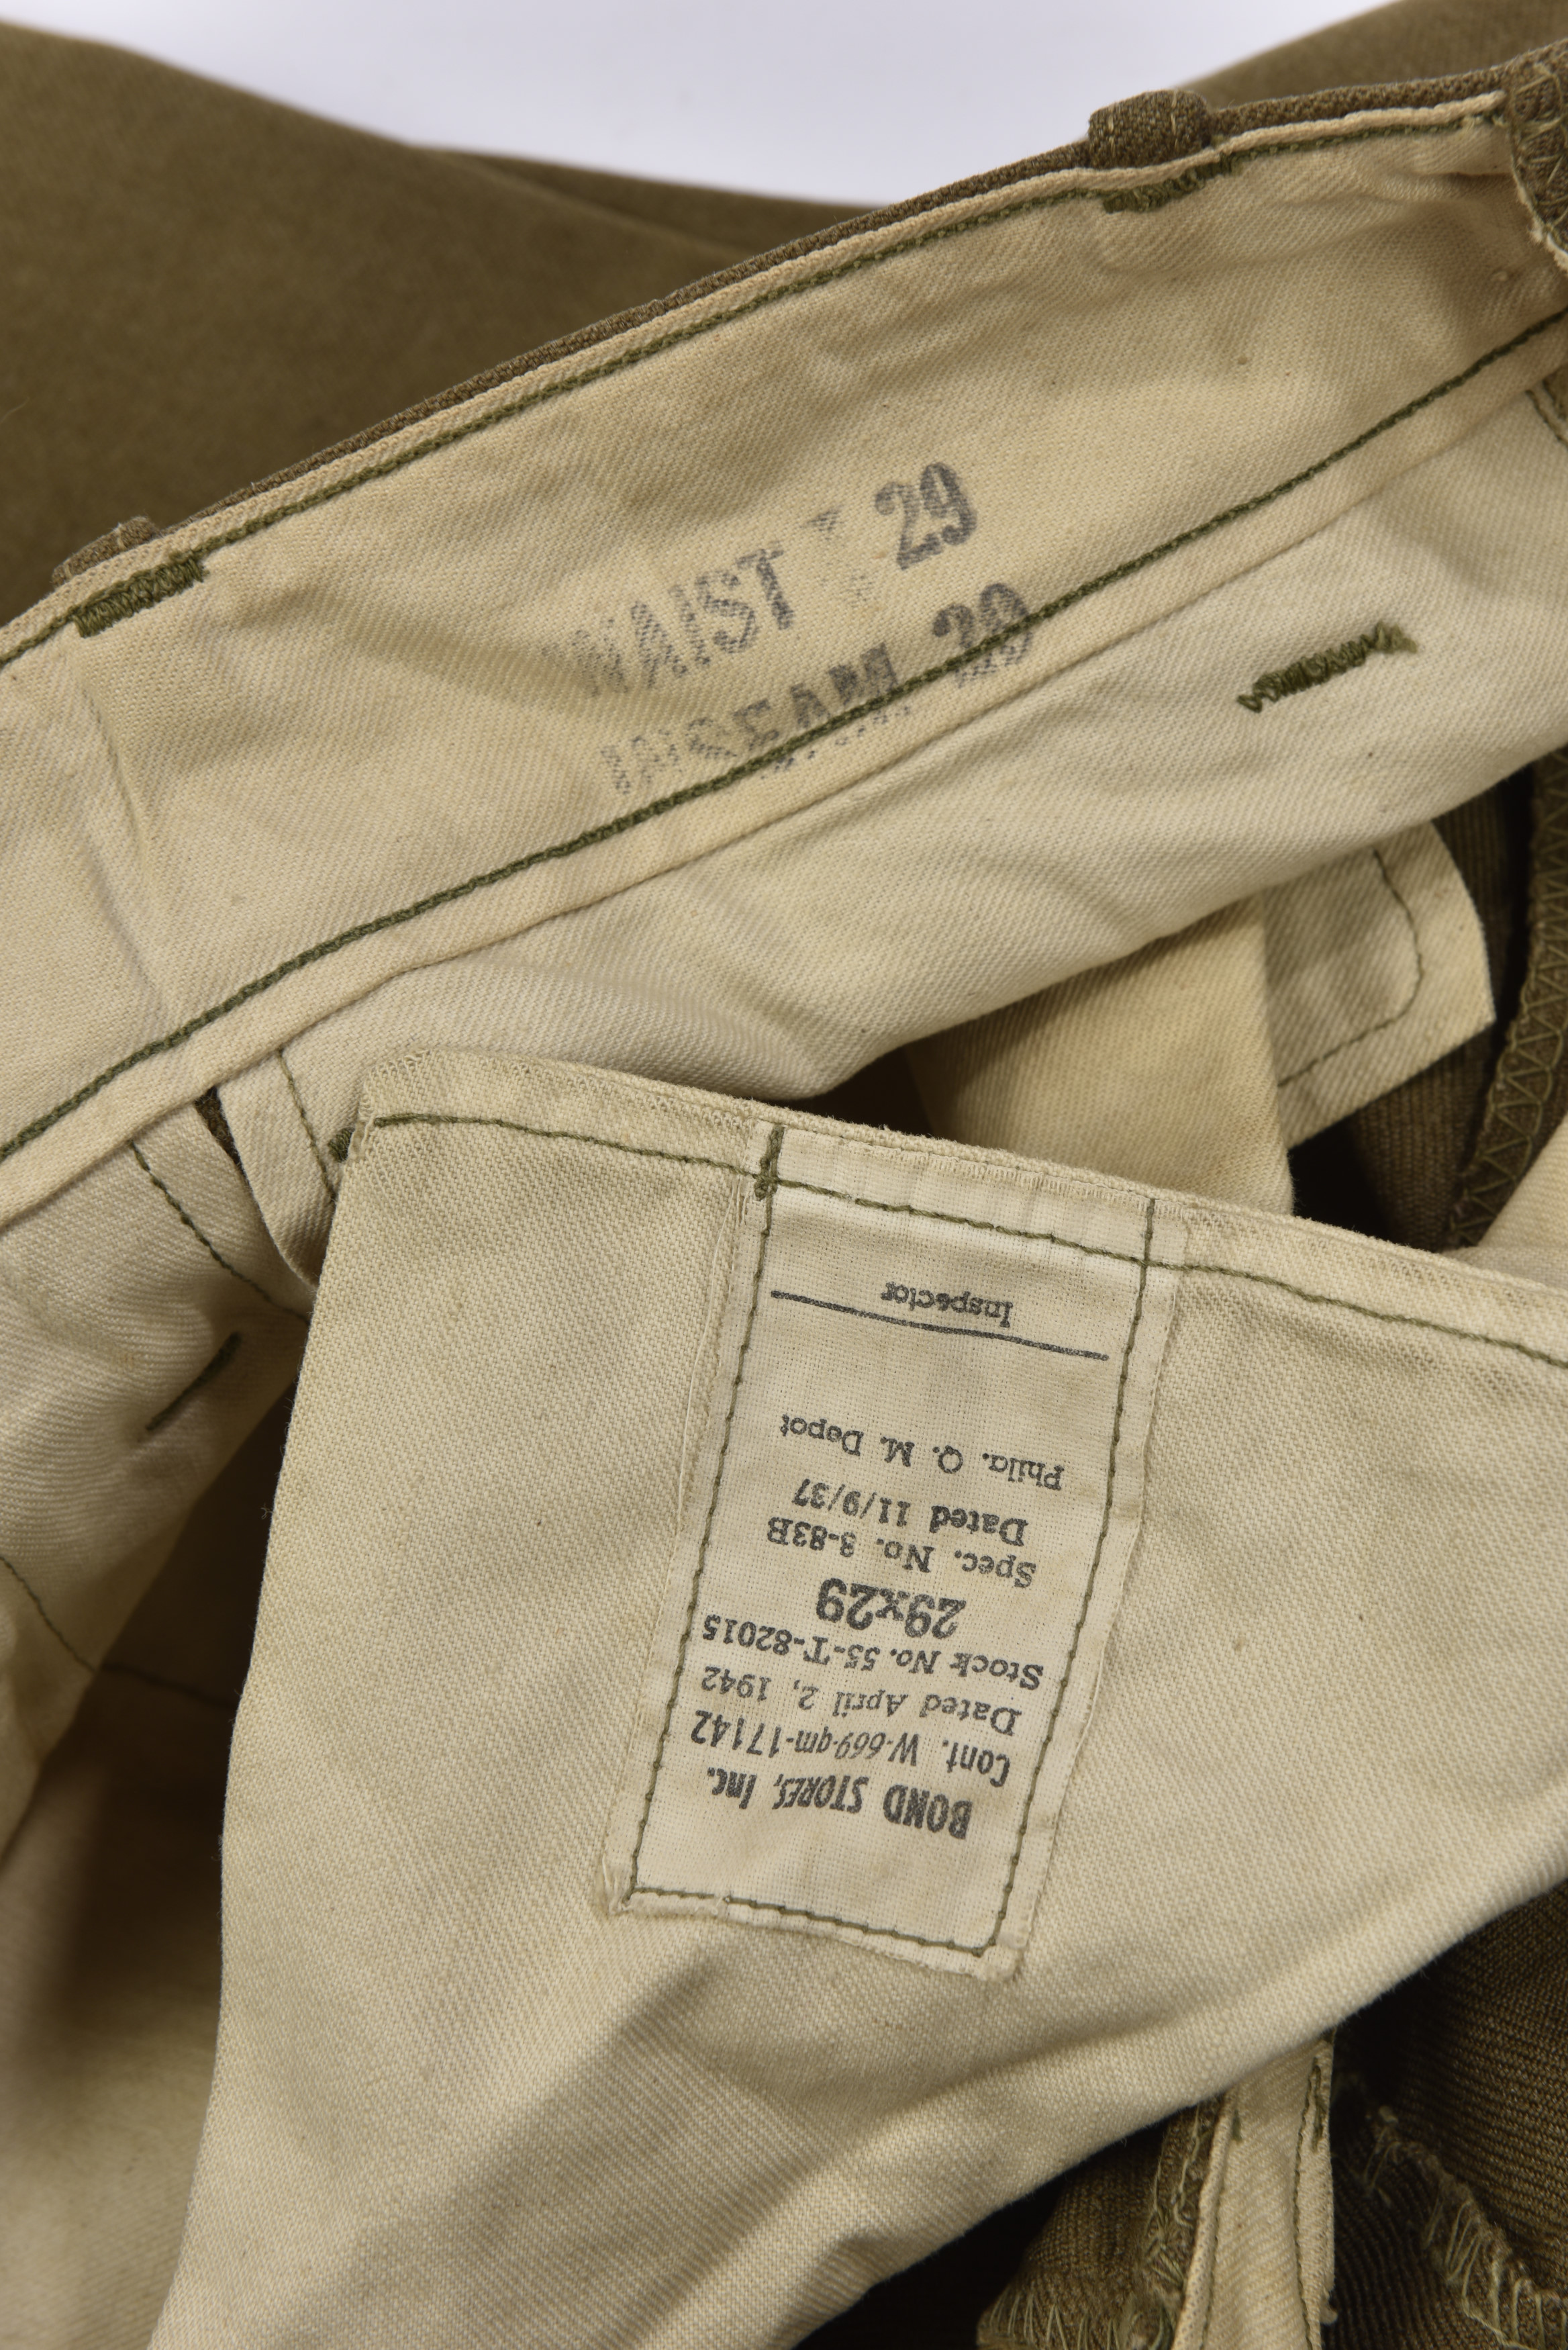 WAIST 29
INSEAM 29
BOND STORES, Inc.
Cont. W-669-qm-17142
Dated April 2, 1942
Stock No. 55-T-82015
29x29
Spec. No. 8-83B
Dated 11/9/37
Phila. Q. M. Depot
Inspector